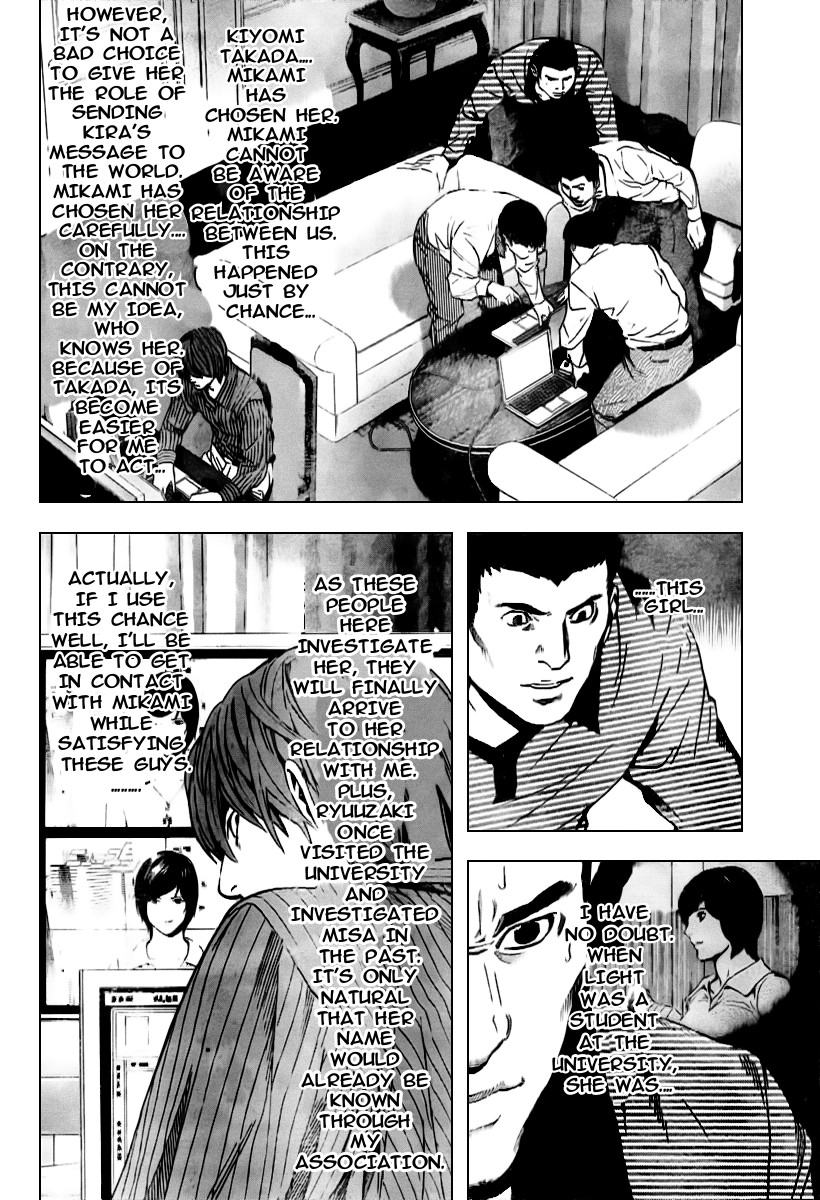 KIYOMI
TAKADA....
MIKAMI
HAS
CHOSEN HER.
MIKAMI
CANNOT
BE AWARE
OF THE
RELATIONSHIP
BETWEEN US.
THIS
HAPPENED
JUST BY
CHANCE...
HOWEVER,
IT'S NOT A
BAD CHOICE
TO GIVE HER
THE ROLE OF
SENDING
KIRA'S
MESSAGE TO
THE WORLD.
MIKAMI HAS
CHOSEN HER
CAREFULLY....
ON THE
CONTRARY,
THIS CANNOT
BE MY IDEA,
WHO
KNOWS HER.
BECAUSE OF
TAKADA, ITS
BECOME
EASIER
FOR ME
TO ACT...
......THIS
GIRL...
I HAVE
NO DOUBT.
WHEN
LIGHT
WAS A
STUDENT
AT THE
UNIVERSITY,
SHE WAS....
AS THESE
PEOPLE
HERE
INVESTIGATE
HER, THEY
WILL FINALLY
ARRIVE
TO HER
RELATIONSHIP
WITH ME.
PLUS,
RYUUZAKI
ONCE
VISITED THE
UNIVERSITY
AND
INVESTIGATED
MISA IN
THE PAST.
IT'S ONLY
NATURAL
THAT HER
NAME
WOULD
ALREADY BE
KNOWN
THROUGH
MY
ASSOCIATION.
ACTUALLY,
IF I USE
THIS CHANCE
WELL, I'LL BE
ABLE TO GET
IN CONTACT
WITH MIKAMI
WHILE
SATISFYING
THESE GUYS.
.........